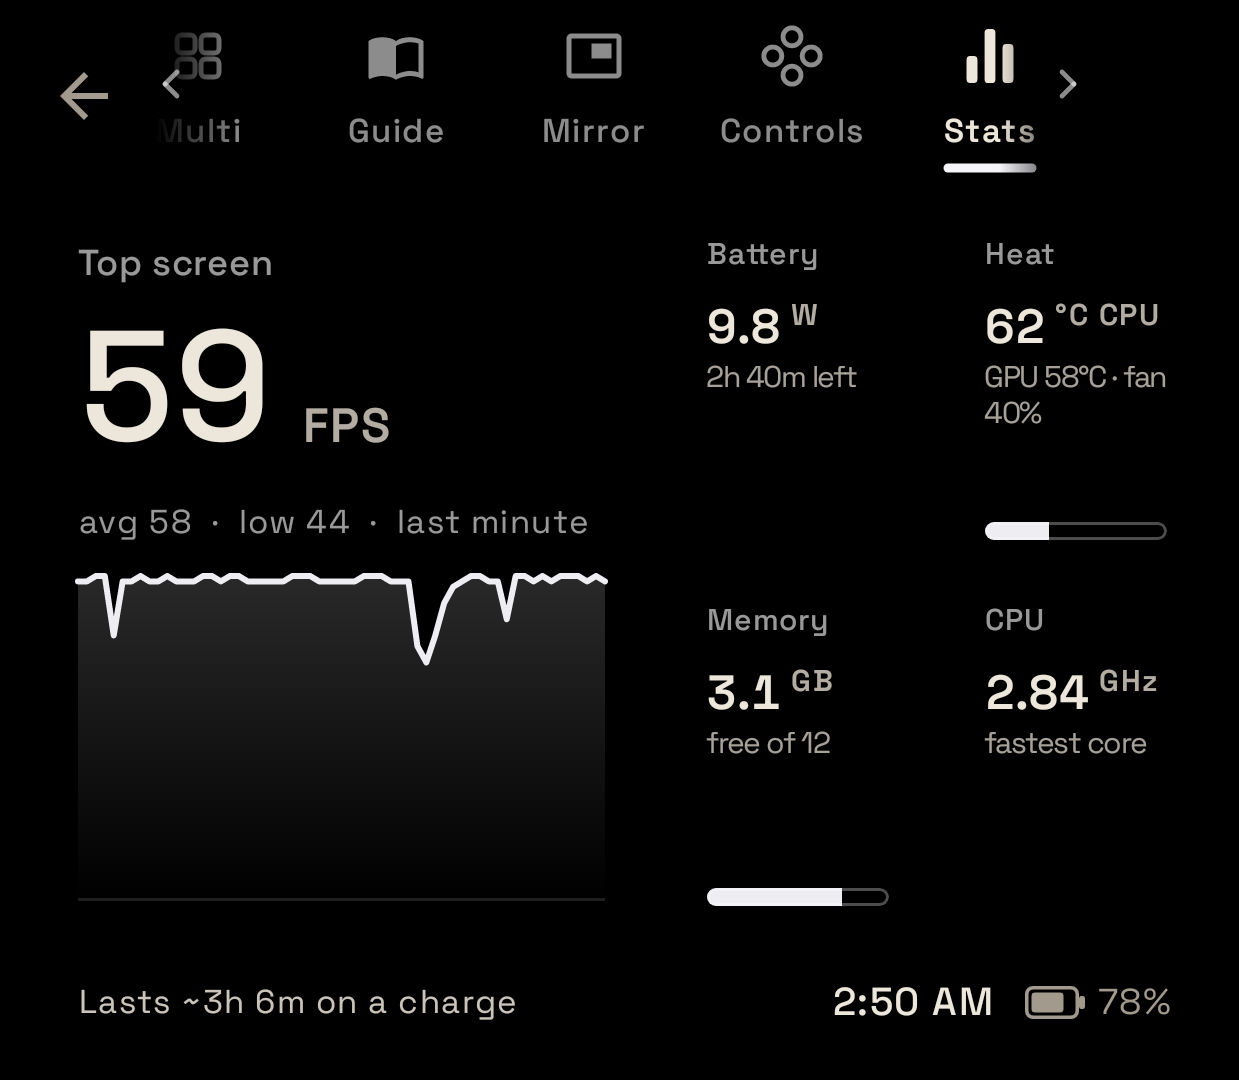 Multi
Guide
Mirror
Controls
Stats
Top screen
59 FPS
avg 58 · low 44 · last minute
Battery
9.8 W
2h 40m left
Heat
62 °C CPU
GPU 58°C · fan
40%
Memory
3.1 GB
free of 12
CPU
2.84 GHz
fastest core
Lasts ~3h 6m on a charge
2:50 AM
78%